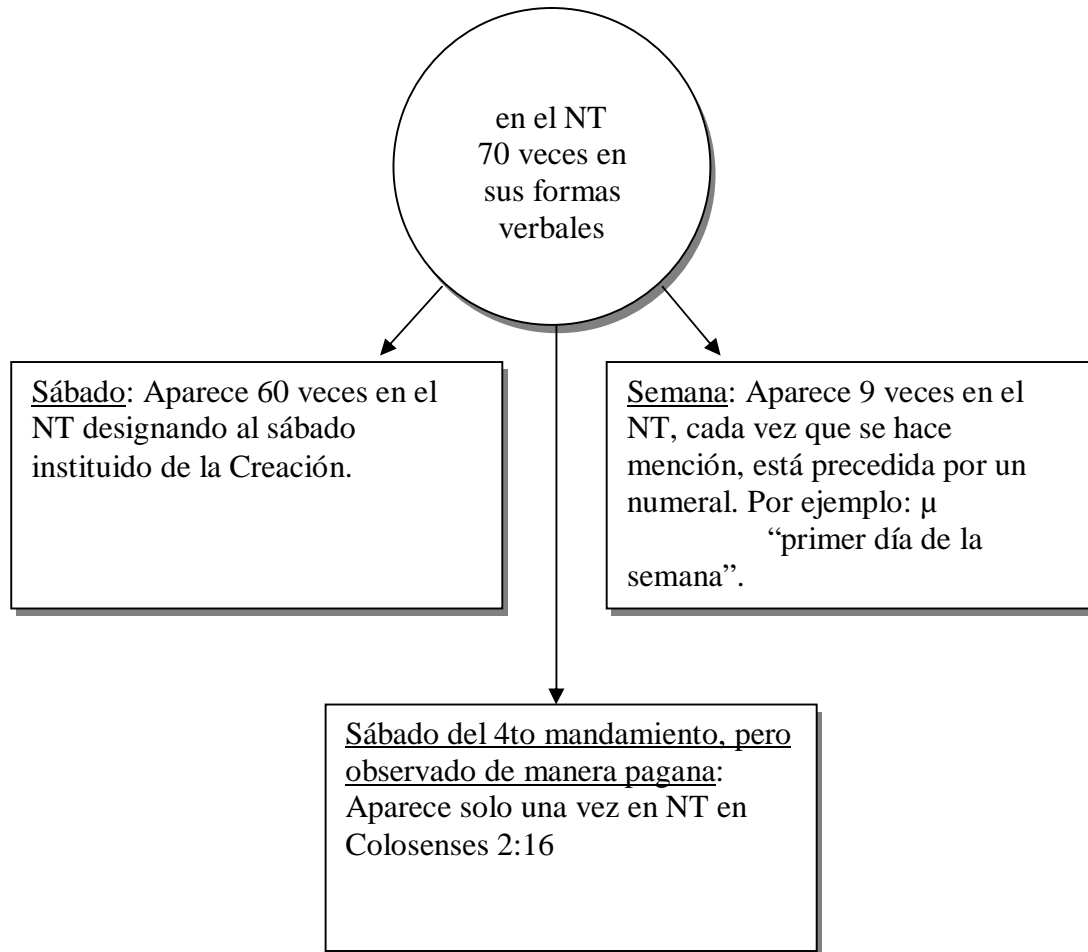 en el NT
70 veces en
sus formas
verbales
Sábado: Aparece 60 veces en el
NT designando al sábado
instituido de la Creación.
Semana: Aparece 9 veces en el
NT, cada vez que se hace
mención, está precedida por un
numeral. Por ejemplo: µ
“primer día de la
semana”.
Sábado del 4to mandamiento, pero
observado de manera pagana:
Aparece solo una vez en NT en
Colosenses 2:16